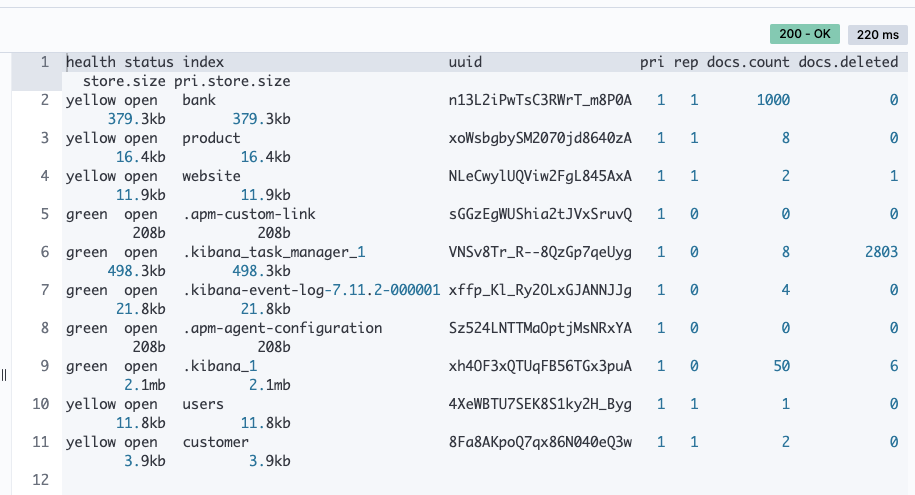 200 - OK 220 ms
1 health status index uuid pri rep docs.count docs.deleted
store.size pri.store.size
2 yellow open bank n13L2iPwTsC3RWrT_m8P0A 1 1 1000 0
379.3kb 379.3kb
3 yellow open product xoWsbgbySM2070jd8640zA 1 1 8 0
16.4kb 16.4kb
4 yellow open website NLeCwylUQViw2FgL845AxA 1 1 2 1
11.9kb 11.9kb
5 green open .apm-custom-link sGGzEgWUShia2tJVxSruvQ 1 0 0 0
208b 208b
6 green open .kibana_task_manager_1 VNSv8Tr_R--8QzGp7qeUyg 1 0 8 2803
498.3kb 498.3kb
7 green open .kibana-event-log-7.11.2-000001 xffp_Kl_Ry2OLxGJANNJJg 1 0 4 0
21.8kb 21.8kb
8 green open .apm-agent-configuration Sz524LNTTMaOptjMsNRxYA 1 0 0 0
208b 208b
9 green open .kibana_1 xh4OF3xQTUqFB56TGx3puA 1 0 50 6
2.1mb 2.1mb
10 yellow open users 4XeWBTU7SEK8S1ky2H_Byg 1 1 1 0
11.8kb 11.8kb
11 yellow open customer 8Fa8AKpoQ7qx86N040eQ3w 1 1 2 0
3.9kb 3.9kb
12